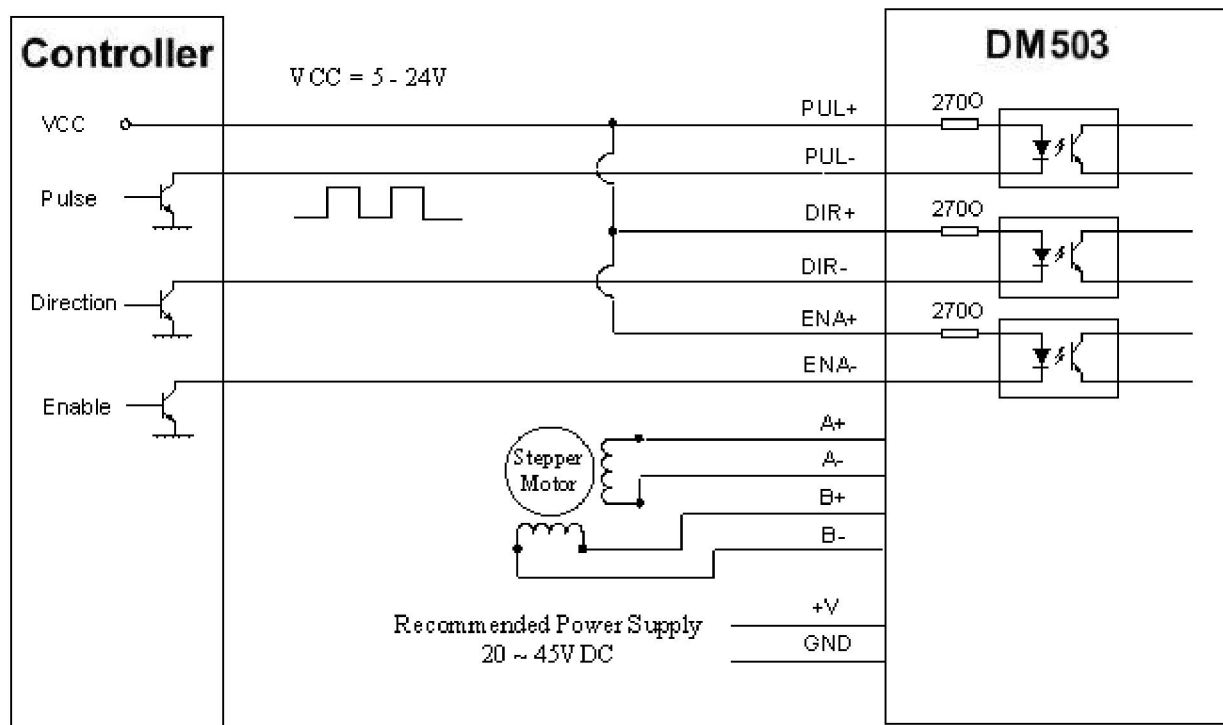 Controller
DM503
VCC = 5 - 24V
VCC
PUL+
270O
PUL-
Pulse
DIR+
270O
DIR-
Direction
ENA+
270O
ENA-
Enable
A+
Stepper
Motor
A-
B+
B-
+V
Recommended Power Supply
20 ~ 45V DC
GND